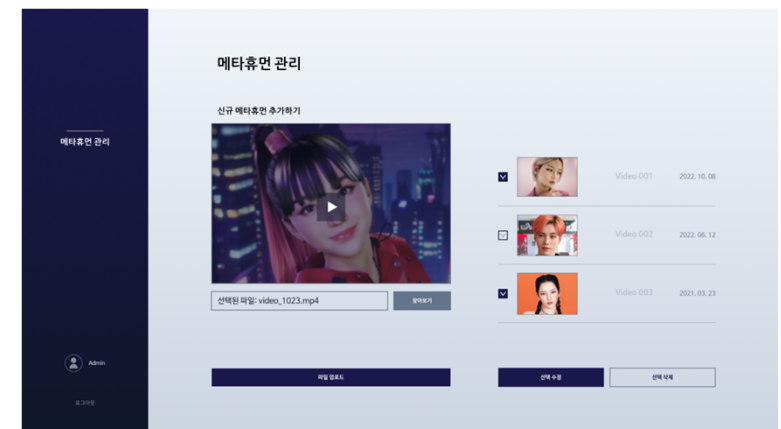 메타휴먼 관리
Admin
로그아웃
메타휴먼 관리
신규 메타휴먼 추가하기
선택된 파일: video_1023.mp4
찾아보기
파일 업로드
Video 001
2022. 10. 08
Video 002
2022. 06. 12
Video 003
2021. 03. 23
선택 수정
선택 삭제